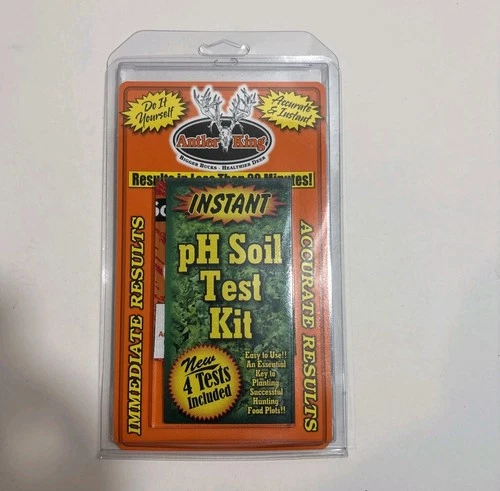 Do It
Yourself
Accurate
& Instant
Antler King
BIGGER BUCKS - HEALTHIER DEER
Results in Less Than Minutes!
INSTANT
pH Soil
Test
Kit
New
4 Tests
Included
Easy to Use!!
An Essential
Key to
Planting
Successful
Hunting
Food Plots!!
IMMEDIATE RESULTS
ACCURATE RESULTS